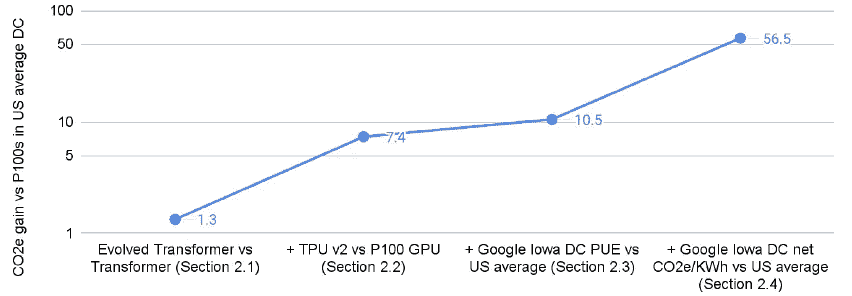 CO2e gain vs P100s in US average DC
100
50
10
5
1
1.3
7.4
10.5
56.5
Evolved Transformer vs
Transformer (Section 2.1)
+ TPU v2 vs P100 GPU
(Section 2.2)
+ Google Iowa DC PUE vs
US average (Section 2.3)
+ Google Iowa DC net
CO2e/KWh vs US average
(Section 2.4)